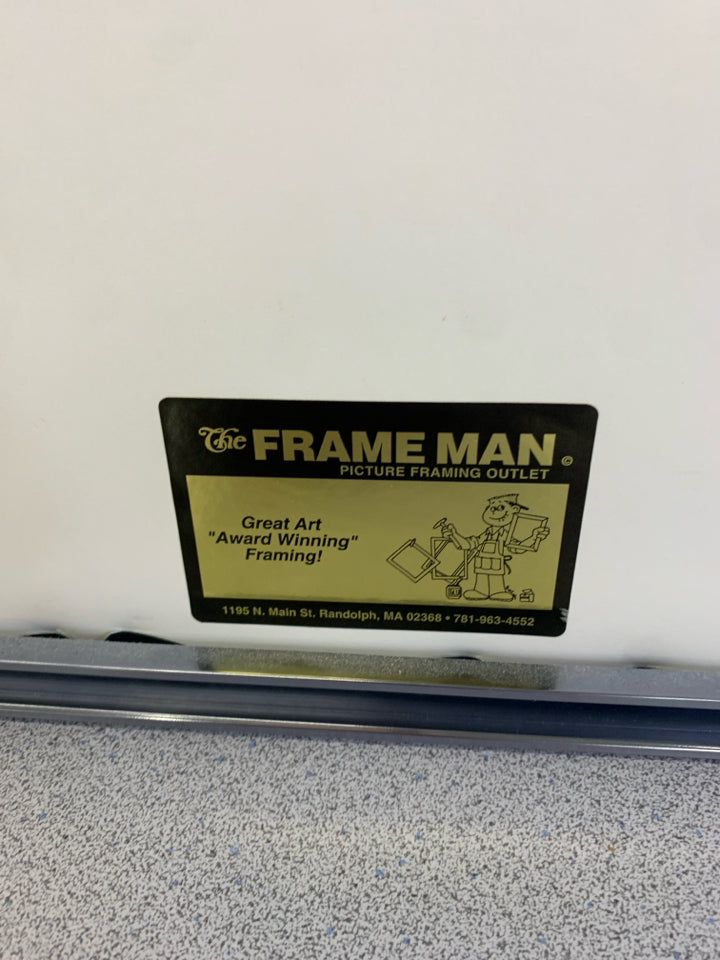 The FRAME MAN ©
PICTURE FRAMING OUTLET
Great Art
"Award Winning"
Framing!
1195 N. Main St. Randolph, MA 02368 • 781-963-4552